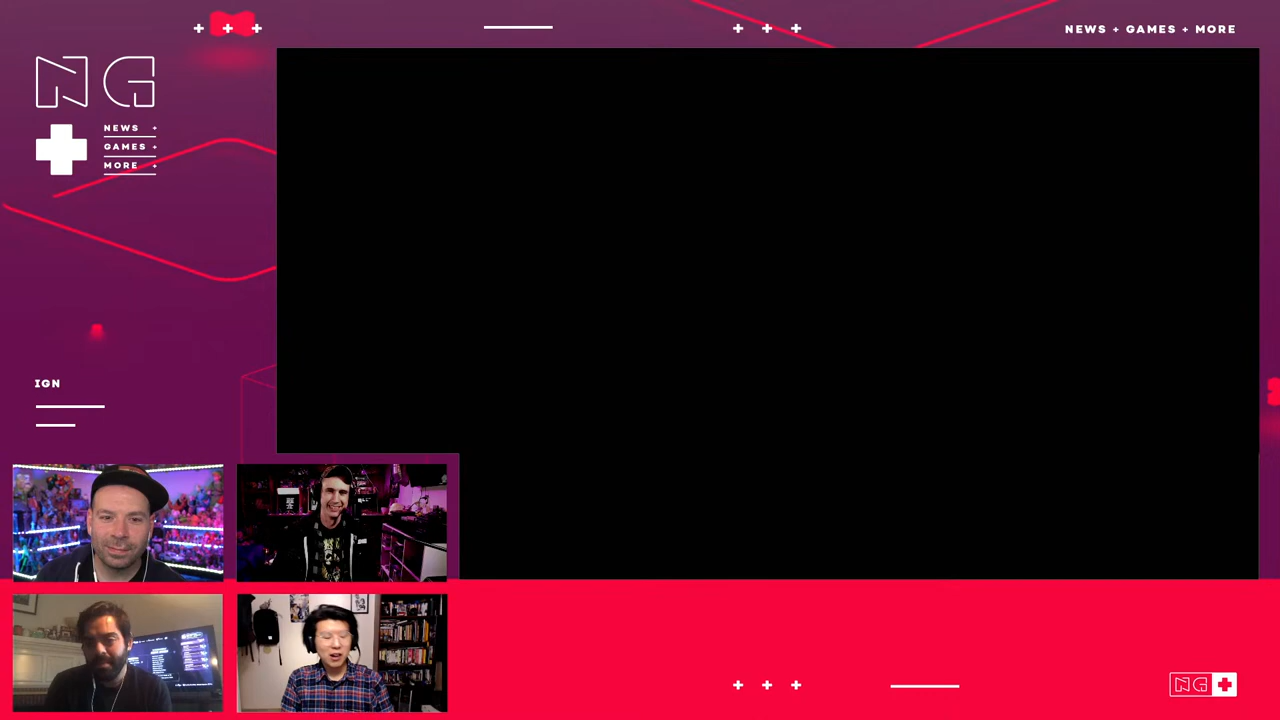 NEWS + GAMES + MORE
NG
NEWS +
GAMES +
MORE +
IGN
NG+